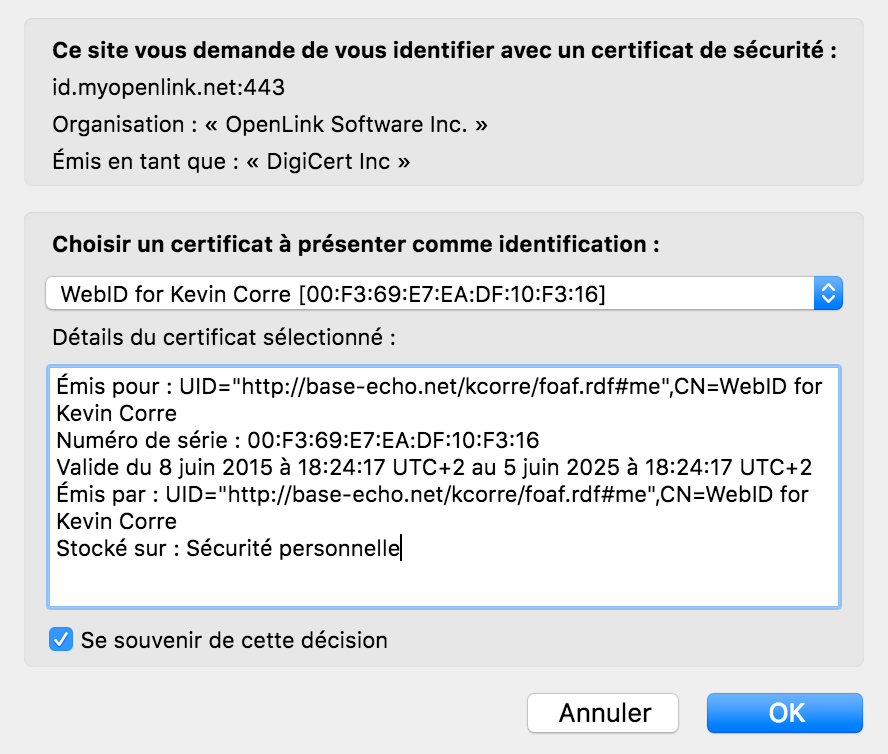 Ce site vous demande de vous identifier avec un certificat de sécurité :
id.myopenlink.net:443
Organisation : « OpenLink Software Inc. »
Émis en tant que : « DigiCert Inc »
Choisir un certificat à présenter comme identification :
WebID for Kevin Corre [00:F3:69:E7:EA:DF:10:F3:16]
Détails du certificat sélectionné :
Émis pour : UID="http://base-echo.net/kcorre/foaf.rdf#me",CN=WebID for
Kevin Corre
Numéro de série : 00:F3:69:E7:EA:DF:10:F3:16
Valide du 8 juin 2015 à 18:24:17 UTC+2 au 5 juin 2025 à 18:24:17 UTC+2
Émis par : UID="http://base-echo.net/kcorre/foaf.rdf#me",CN=WebID for
Kevin Corre
Stocké sur : Sécurité personnelle
Se souvenir de cette décision
Annuler
OK